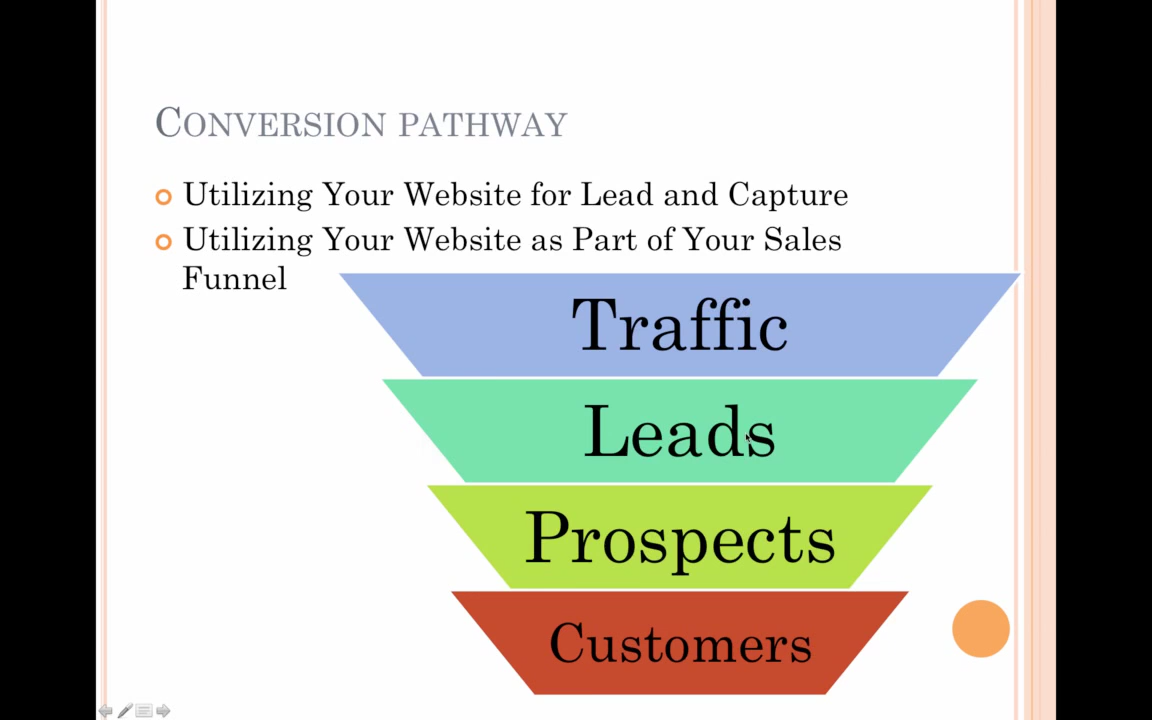 Conversion pathway
Utilizing Your Website for Lead and Capture
Utilizing Your Website as Part of Your Sales
Funnel
Traffic
Leads
Prospects
Customers